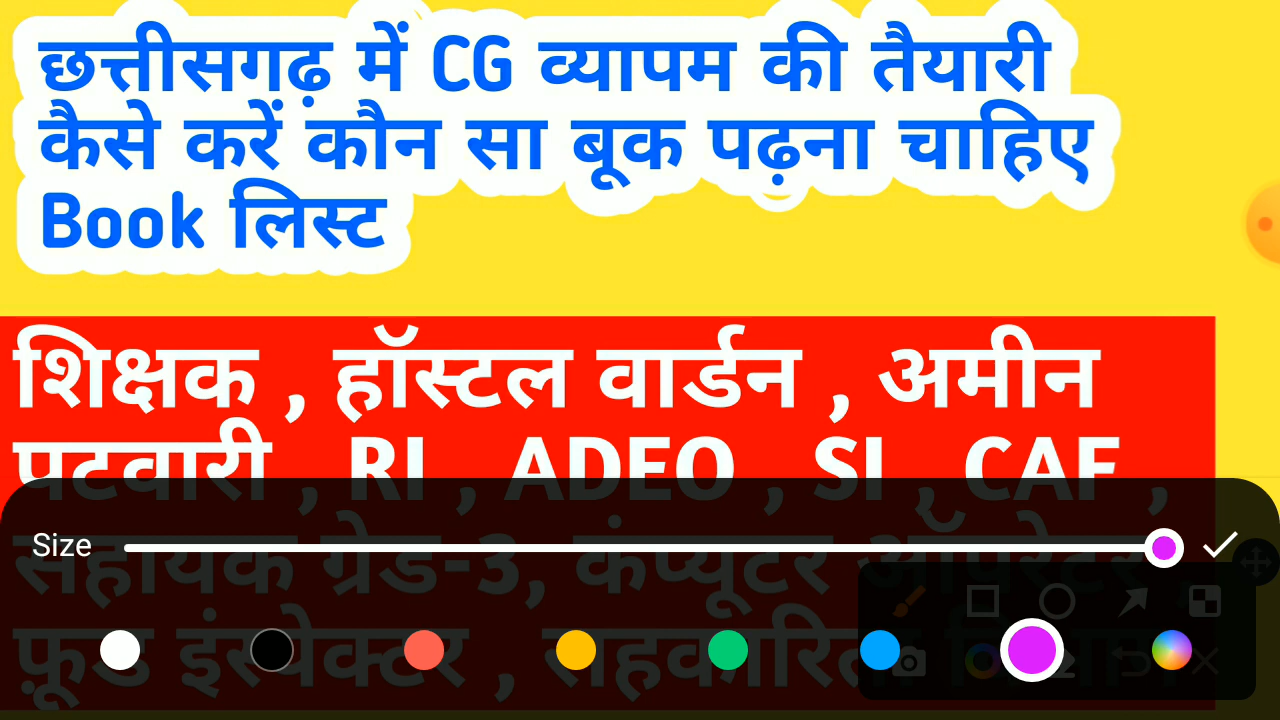 छत्तीसगढ़ में CG व्यापम की तैयारी
कैसे करें कौन सा बूक पढ़ना चाहिए
Book लिस्ट
शिक्षक , हॉस्टल वार्डन , अमीन
पटवारी , RI , ADEO , SI , CAF ,
Size
सहायक ग्रेड-3, कंप्यूटर ऑपरेटर ,
फ़ूड इंस्पेक्टर , सहकारिता